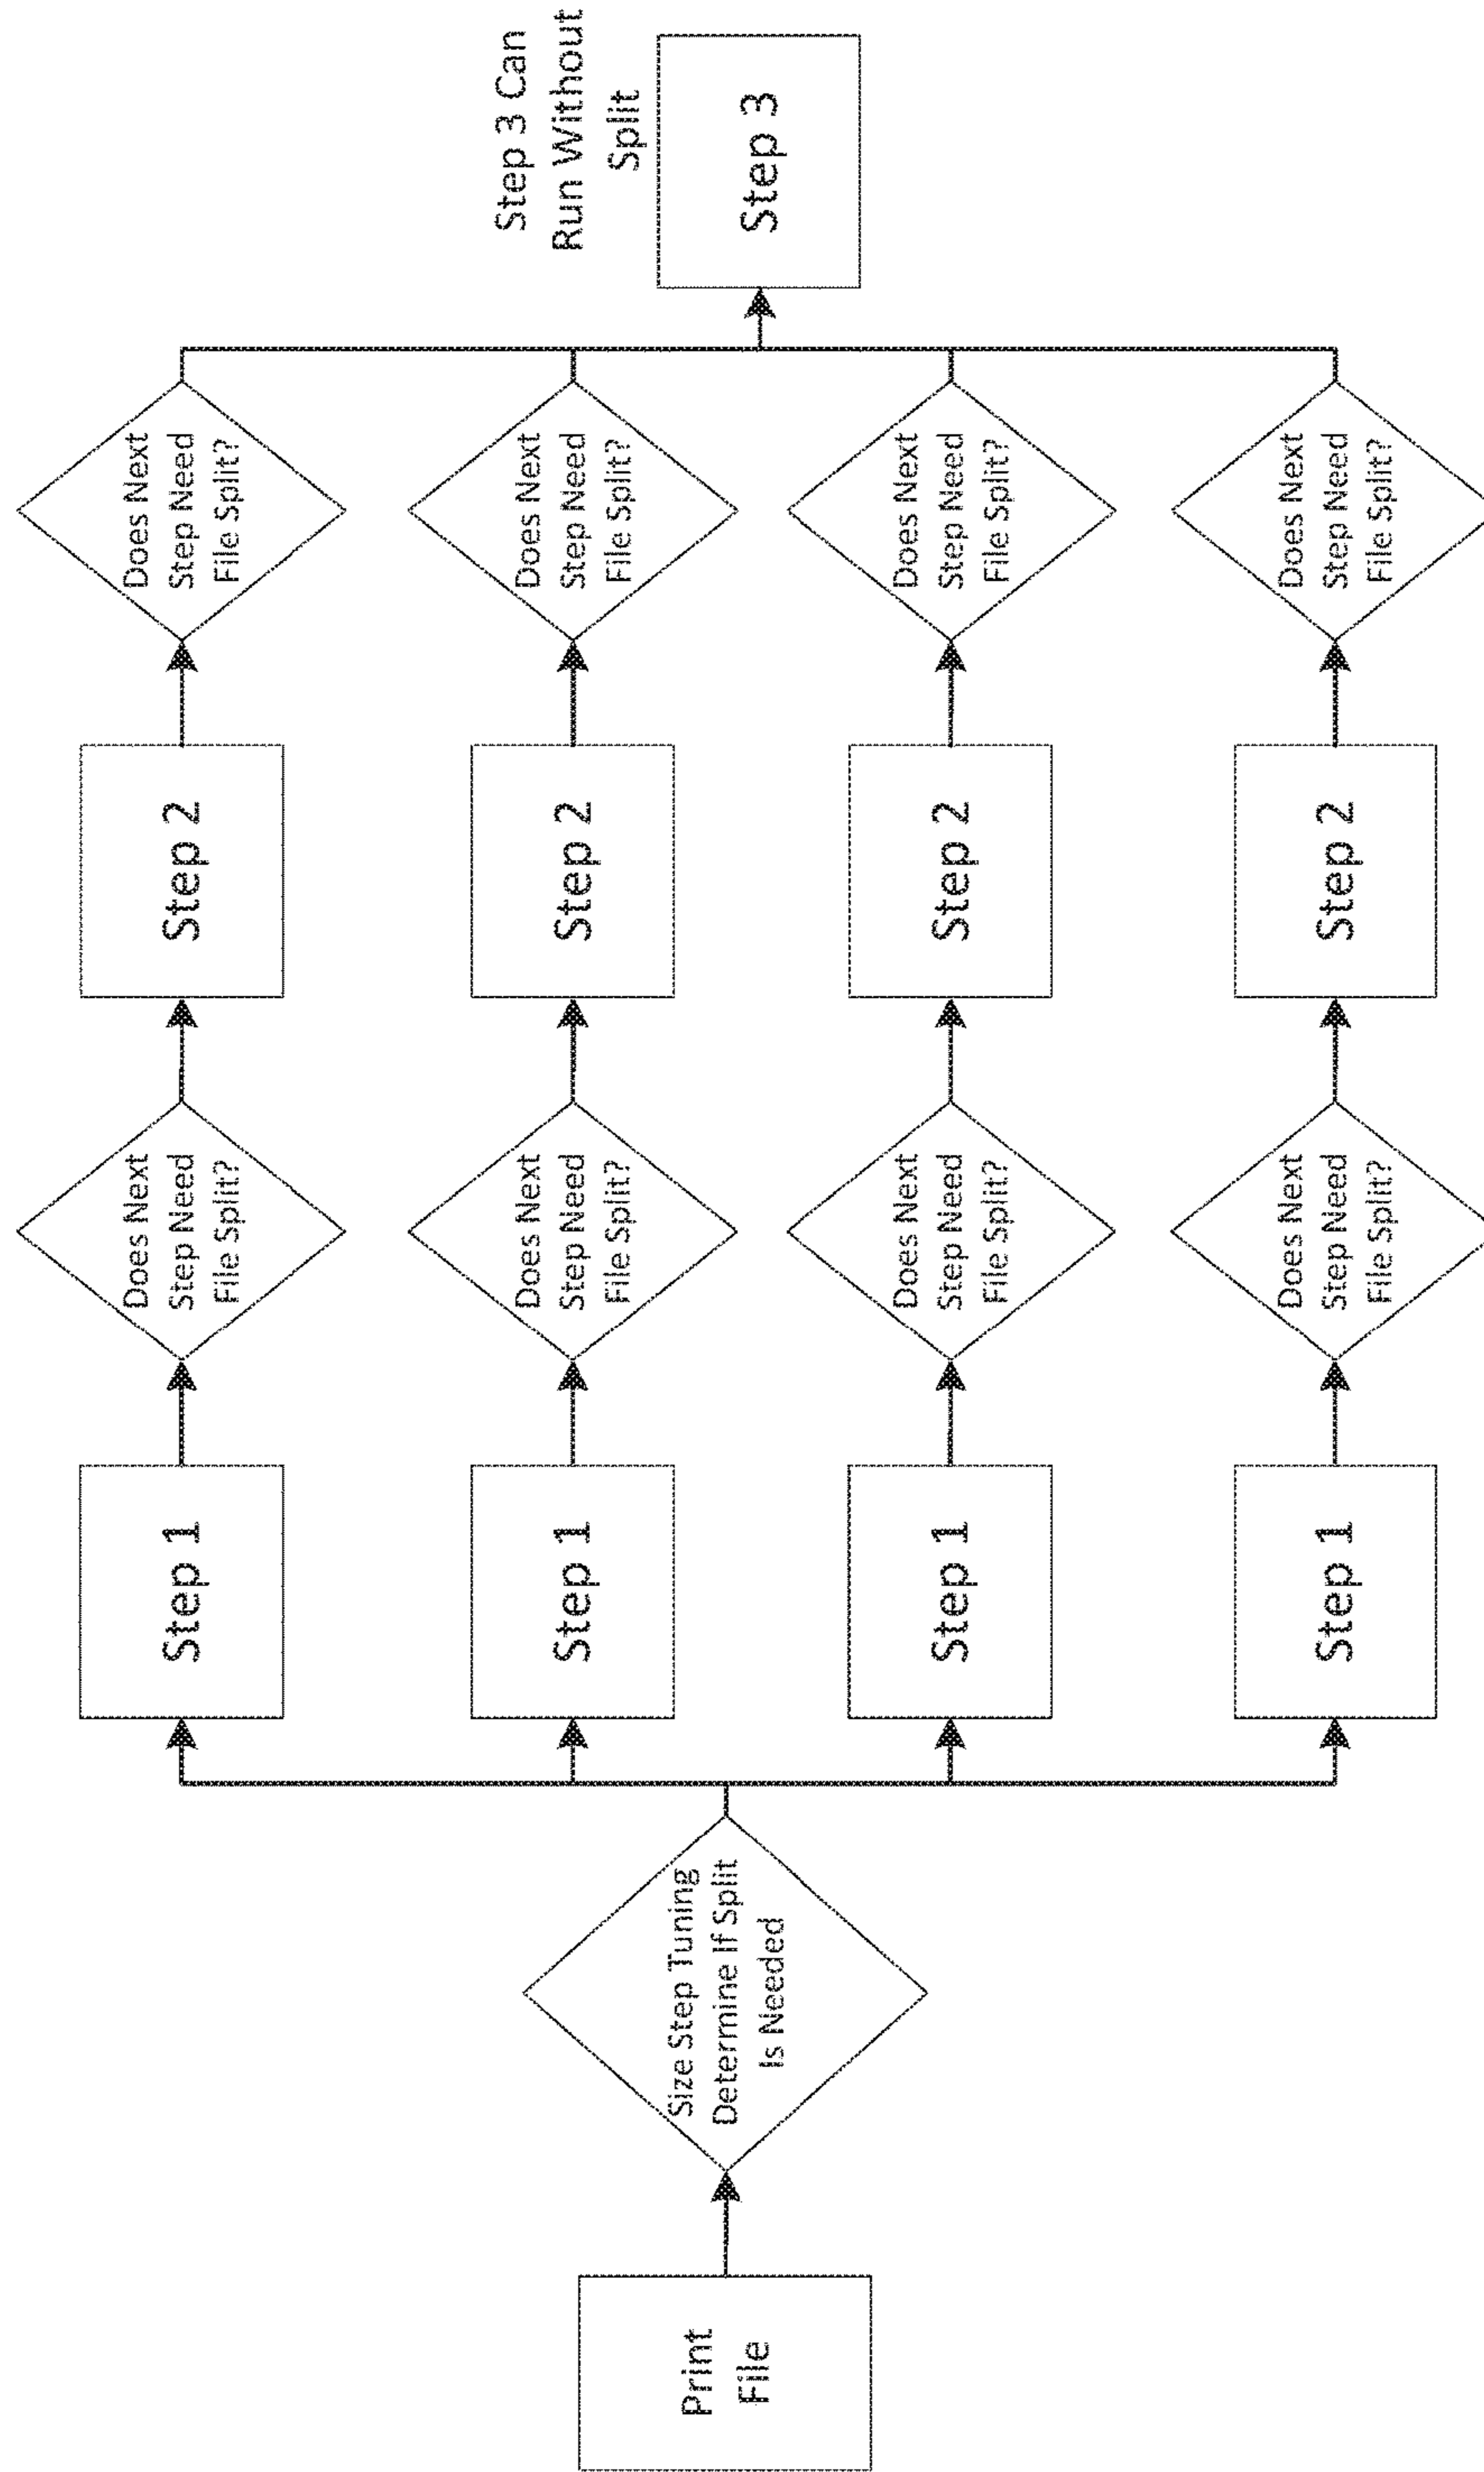 Print
File
Size Step Tuning
Determine If Split
Is Needed
Step 1
Does Next
Step Need
File Split?
Step 2
Does Next
Step Need
File Split?
Step 1
Does Next
Step Need
File Split?
Step 2
Does Next
Step Need
File Split?
Step 1
Does Next
Step Need
File Split?
Step 2
Does Next
Step Need
File Split?
Step 1
Does Next
Step Need
File Split?
Step 2
Does Next
Step Need
File Split?
Step 3 Can
Run Without
Split
Step 3